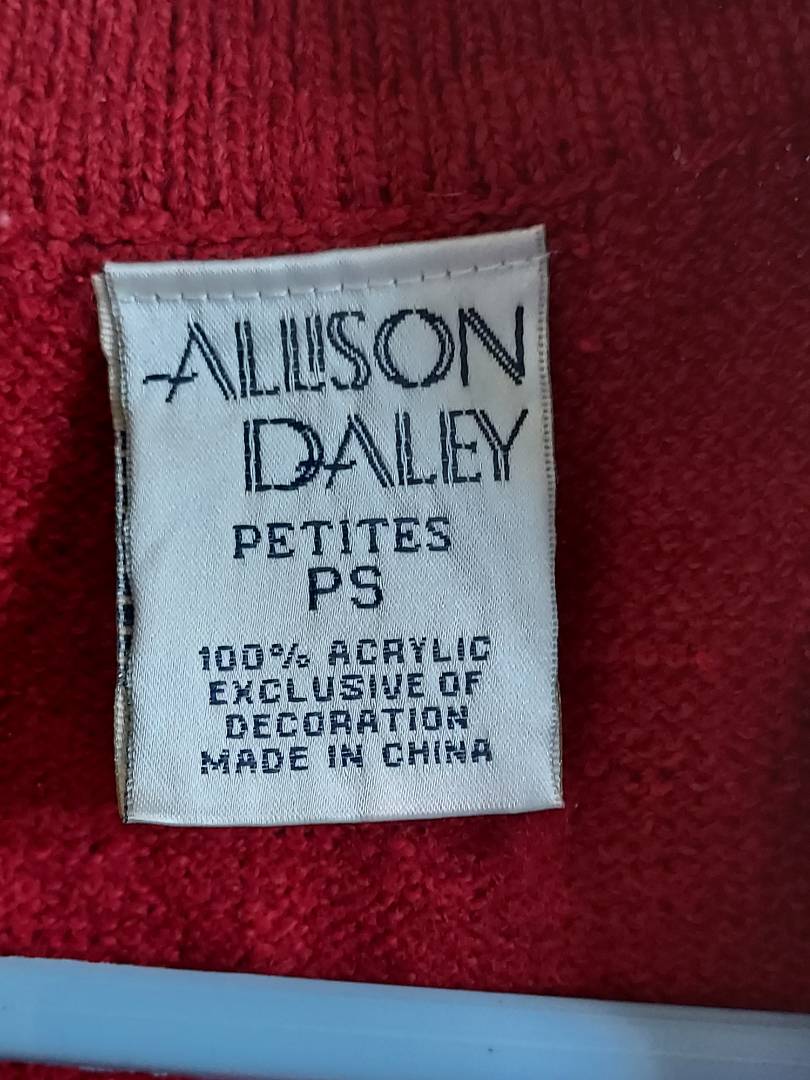 ALLISON
DALEY
PETITES
PS
100% ACRYLIC
EXCLUSIVE OF
DECORATION
MADE IN CHINA